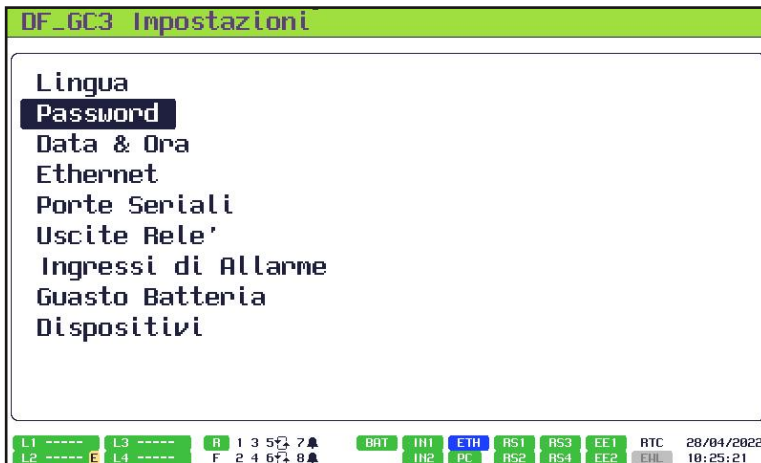 DF_GC3 Impostazioni
Lingua
Password
Data & Ora
Ethernet
Porte Seriali
Uscite Rele'
Ingressi di Allarme
Guasto Batteria
Dispositivi
L1 ----- L3 ----- R 1 3 5 7 BAT IN1 ETH RS1 RS3 EE1 RTC 28/04/2022
L2 ----- E L4 ----- F 2 4 6 8 IN2 PC RS2 RS4 EE2 EWL 10:25:21